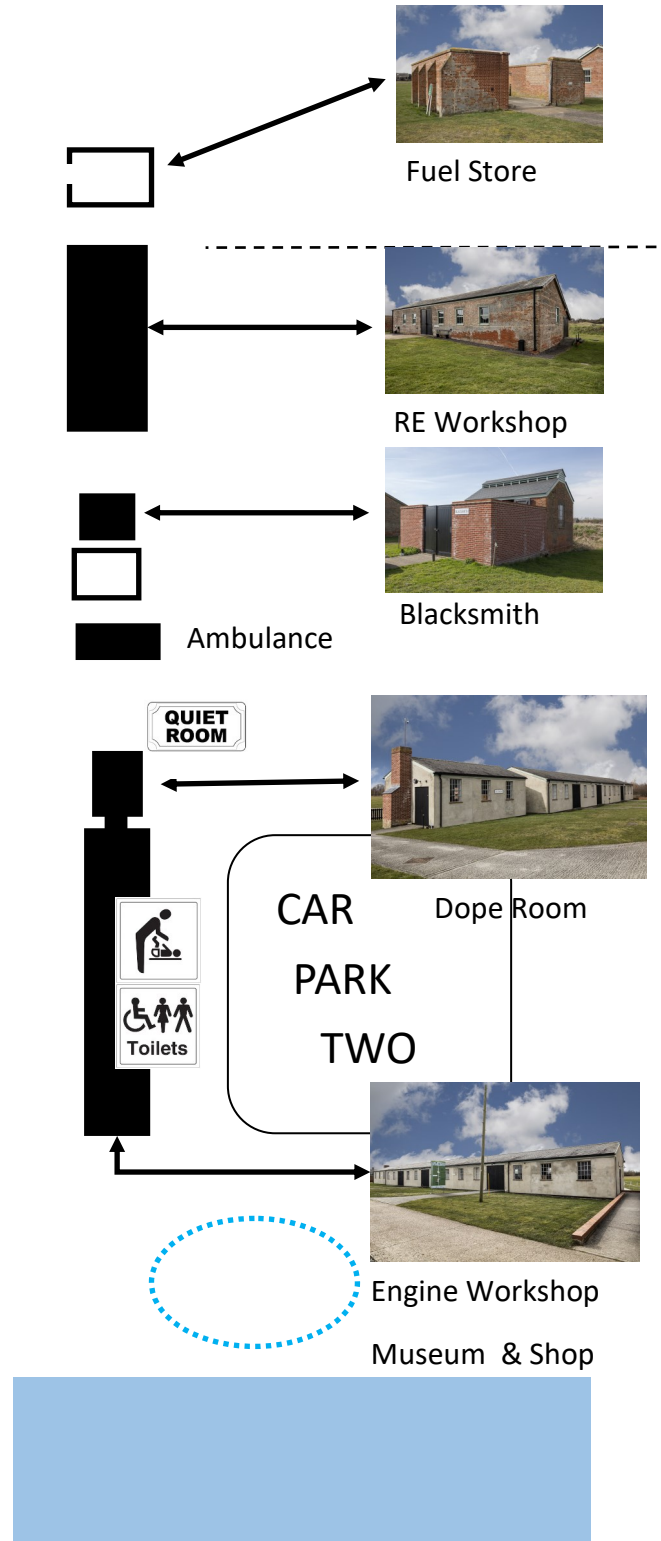 Fuel Store
RE Workshop
Blacksmith
Ambulance
QUIET
ROOM
Dope Room
CAR
PARK
TWO
Toilets
Engine Workshop
Museum & Shop